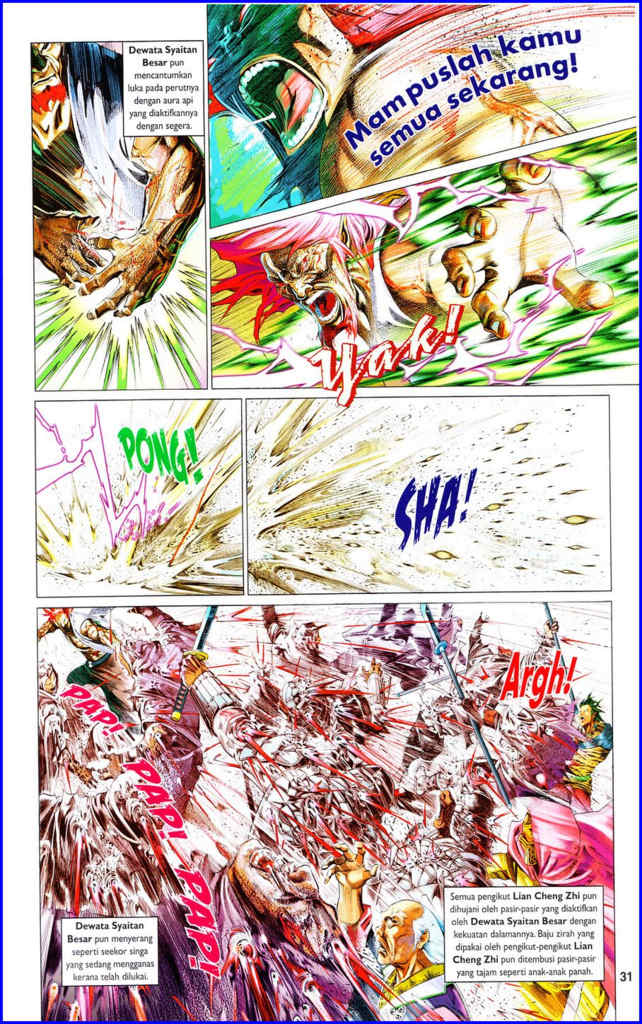 Dewata Syaitan
Besar pun
mencantumkan
luka pada perutnya
dengan aura api
yang diaktifkannya
dengan segera.
Mampuslah kamu
semua sekarang!
Yak!
PONG!
SHA!
Argh!
PAP!
PAP!
PAP!
Dewata Syaitan
Besar pun menyerang
seperti seekor singa
yang sedang mengganas
kerana telah dilukai.
Semua pengikut Lian Cheng Zhi pun
dihujani oleh pasir-pasir yang diaktifkan
oleh Dewata Syaitan Besar dengan
kekuatan dalamannya. Baju zirah yang
dipakai oleh pengikut-pengikut Lian
Cheng Zhi pun ditembusi pasir-pasir
yang tajam seperti anak-anak panah.
31